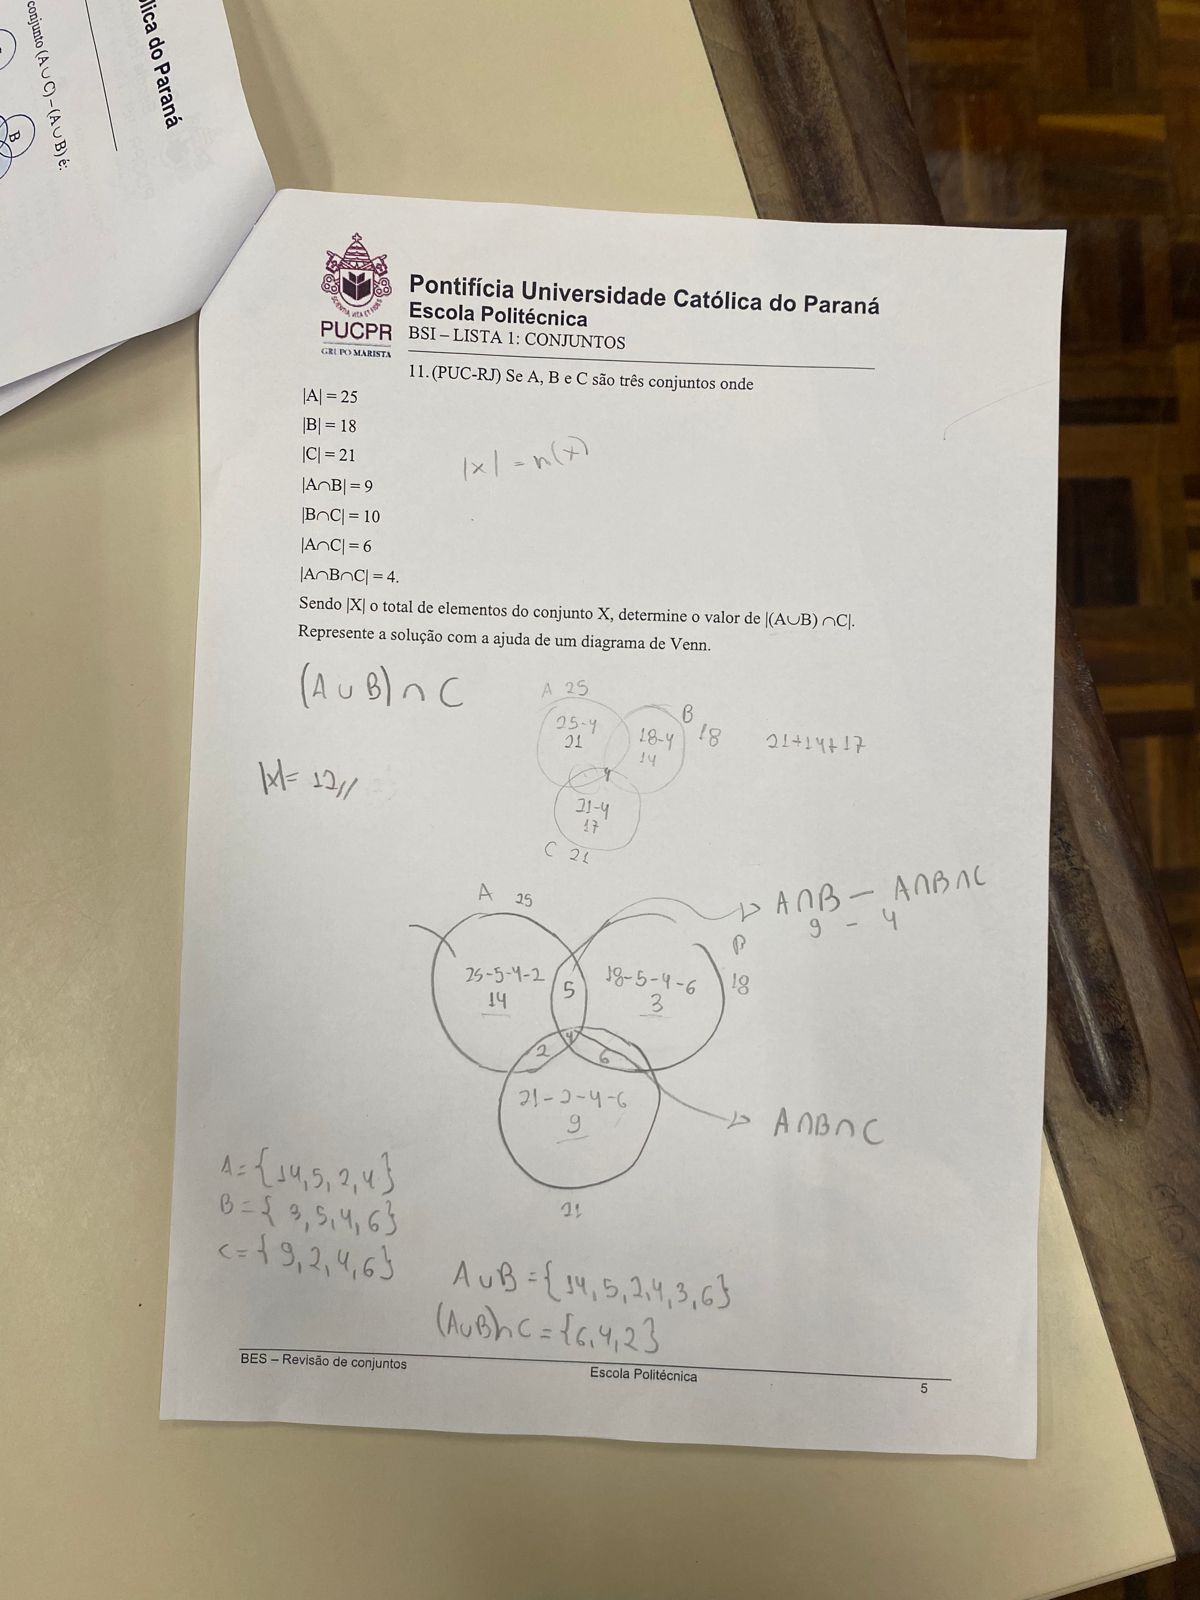 lica do Paraná
conjunto (A∪C)–(A∪B) é:
B
PUCPR
GRUPO MARISTA
Pontifícia Universidade Católica do Paraná
Escola Politécnica
BSI – LISTA 1: CONJUNTOS
11.(PUC-RJ) Se A, B e C são três conjuntos onde
|A| = 25
|B| = 18
|C| = 21
|x| = n(x)
|A∩B| = 9
|B∩C| = 10
|A∩C| = 6
|A∩B∩C| = 4.
Sendo |X| o total de elementos do conjunto X, determine o valor de |(A∪B) ∩C|.
Represente a solução com a ajuda de um diagrama de Venn.
(A ∪ B) ∩ C
A 25
B
18
25-4
21
18-4
14
21+14+17
4
|x| = 12//
21-4
17
C 21
A 25
A∩B – A∩B∩C
9 - 4
B
18
25-5-4-2
14
5
18-5-4-6
3
4
2
6
21-2-4-6
9
A∩B∩C
21
A = {14, 5, 2, 4}
B = { 3, 5, 4, 6}
C = { 9, 2, 4, 6}
A∪B = {14, 5, 2, 4, 3, 6}
(A∪B)∩C = {6, 4, 2}
BES – Revisão de conjuntos
Escola Politécnica
5